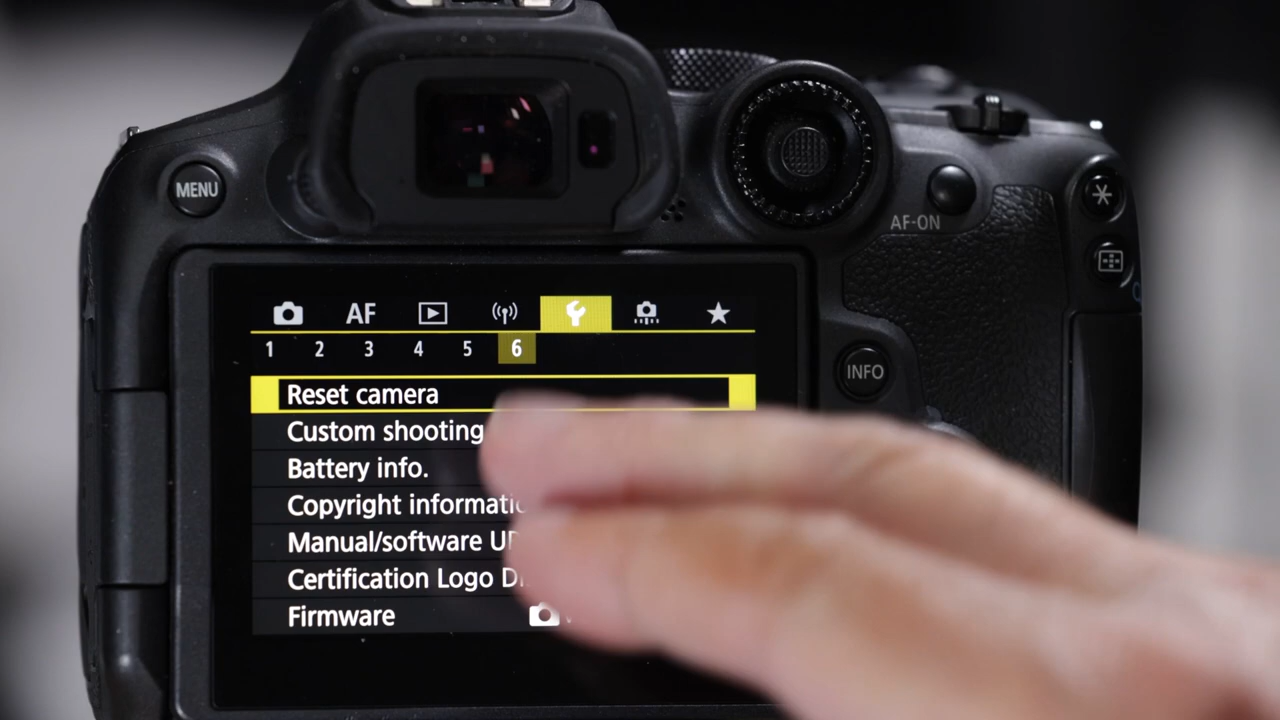 MENU
AF-ON
AF
1 2 3 4 5 6
INFO
Reset camera
Custom shooting
Battery info.
Copyright
Manual/software
Certification Logo
Firmware